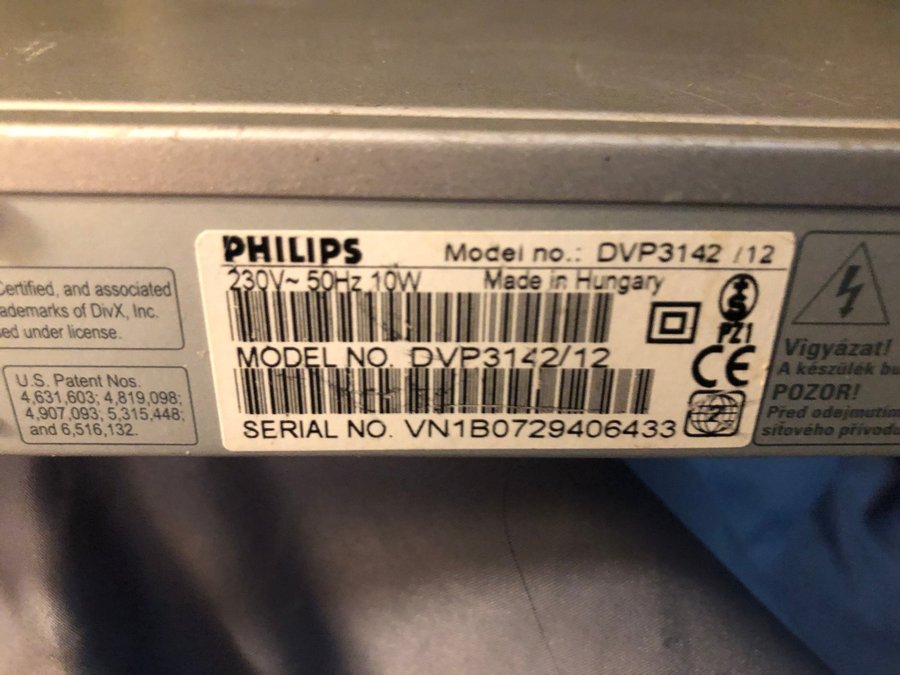 PHILIPS Model no.: DVP3142 /12
230V~ 50Hz 10W Made in Hungary
PZ1
MODEL NO. DVP3142/12
CE
SERIAL NO. VN1B0729406433
Certified, and associated
ademarks of DivX, Inc.
ed under license.
U.S. Patent Nos.
4,631,603; 4,819,098;
4,907,093; 5,315,448;
and 6,516,132.
Vigyázat!
A készülék bu
POZOR!
Před odejmutím
síťového přívodu